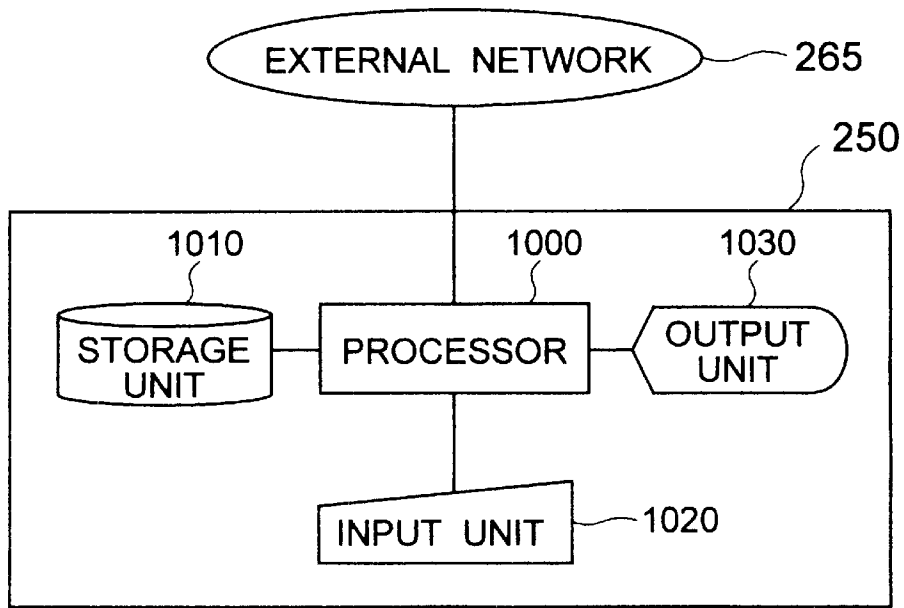 EXTERNAL NETWORK
265
250
1010
1000
1030
STORAGE
UNIT
PROCESSOR
OUTPUT
UNIT
INPUT UNIT
1020